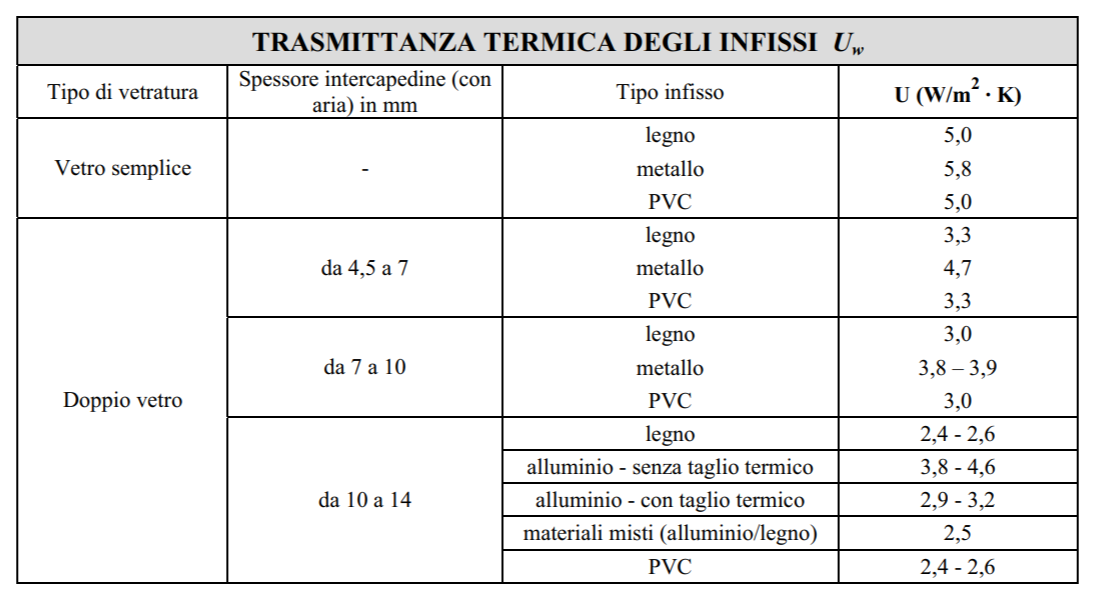 TRASMITTANZA TERMICA DEGLI INFISSI U_w
Tipo di vetratura
Spessore intercapedine (con
aria) in mm
Tipo infisso
U (W/m² · K)
Vetro semplice
-
legno
5,0
metallo
5,8
PVC
5,0
Doppio vetro
da 4,5 a 7
legno
3,3
metallo
4,7
PVC
3,3
da 7 a 10
legno
3,0
metallo
3,8 – 3,9
PVC
3,0
da 10 a 14
legno
2,4 - 2,6
alluminio - senza taglio termico
3,8 - 4,6
alluminio - con taglio termico
2,9 - 3,2
materiali misti (alluminio/legno)
2,5
PVC
2,4 - 2,6